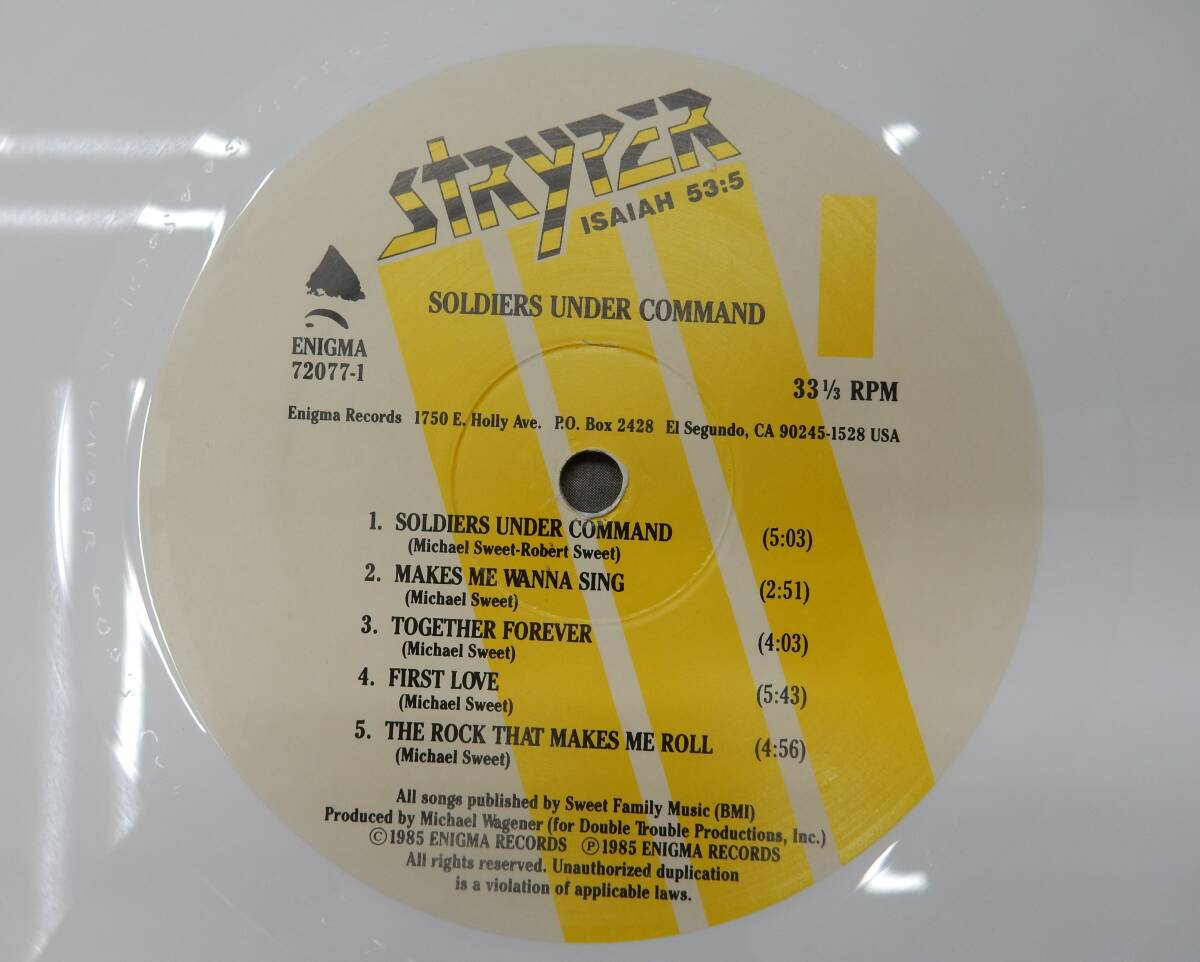 STRYPER
ISAIAH 53:5
SOLDIERS UNDER COMMAND
ENIGMA
72077-1
33 1/3 RPM
Enigma Records 1750 E. Holly Ave. P.O. Box 2428 El Segundo, CA 90245-1528 USA
1. SOLDIERS UNDER COMMAND (5:03)
(Michael Sweet-Robert Sweet)
2. MAKES ME WANNA SING (2:51)
(Michael Sweet)
3. TOGETHER FOREVER (4:03)
(Michael Sweet)
4. FIRST LOVE (5:43)
(Michael Sweet)
5. THE ROCK THAT MAKES ME ROLL (4:56)
(Michael Sweet)
All songs published by Sweet Family Music (BMI)
Produced by Michael Wagener (for Double Trouble Productions, Inc.)
©1985 ENIGMA RECORDS ℗1985 ENIGMA RECORDS
All rights reserved. Unauthorized duplication
is a violation of applicable laws.